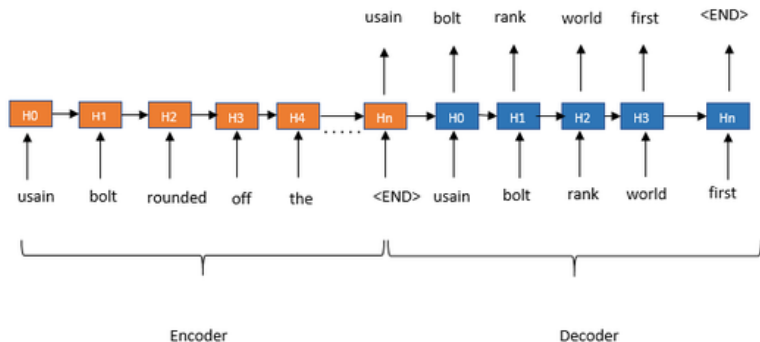 usain bolt rank world first <END>
H0 H1 H2 H3 H4 ..... Hn H0 H1 H2 H3 Hn
usain bolt rounded off the <END> usain bolt rank world first
Encoder Decoder